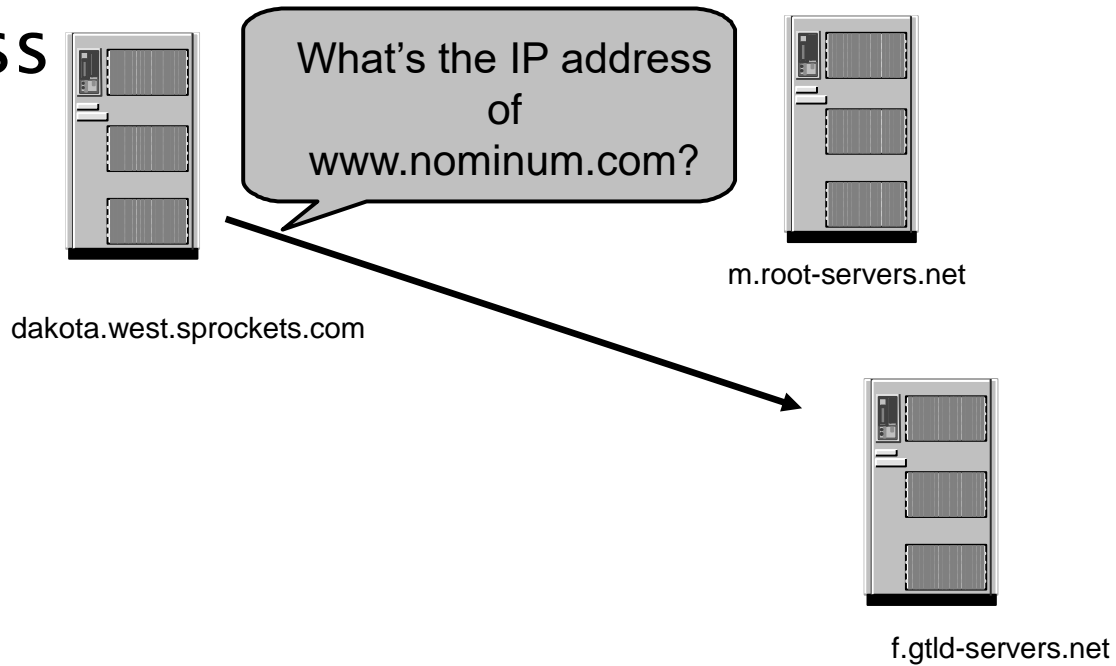 ss
What’s the IP address
of
www.nominum.com?
m.root-servers.net
dakota.west.sprockets.com
f.gtld-servers.net